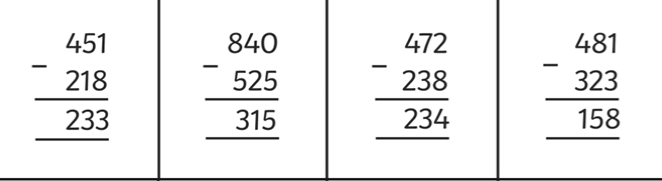 451 840 472 481
- - - -
218 525 238 323
233 315 234 158